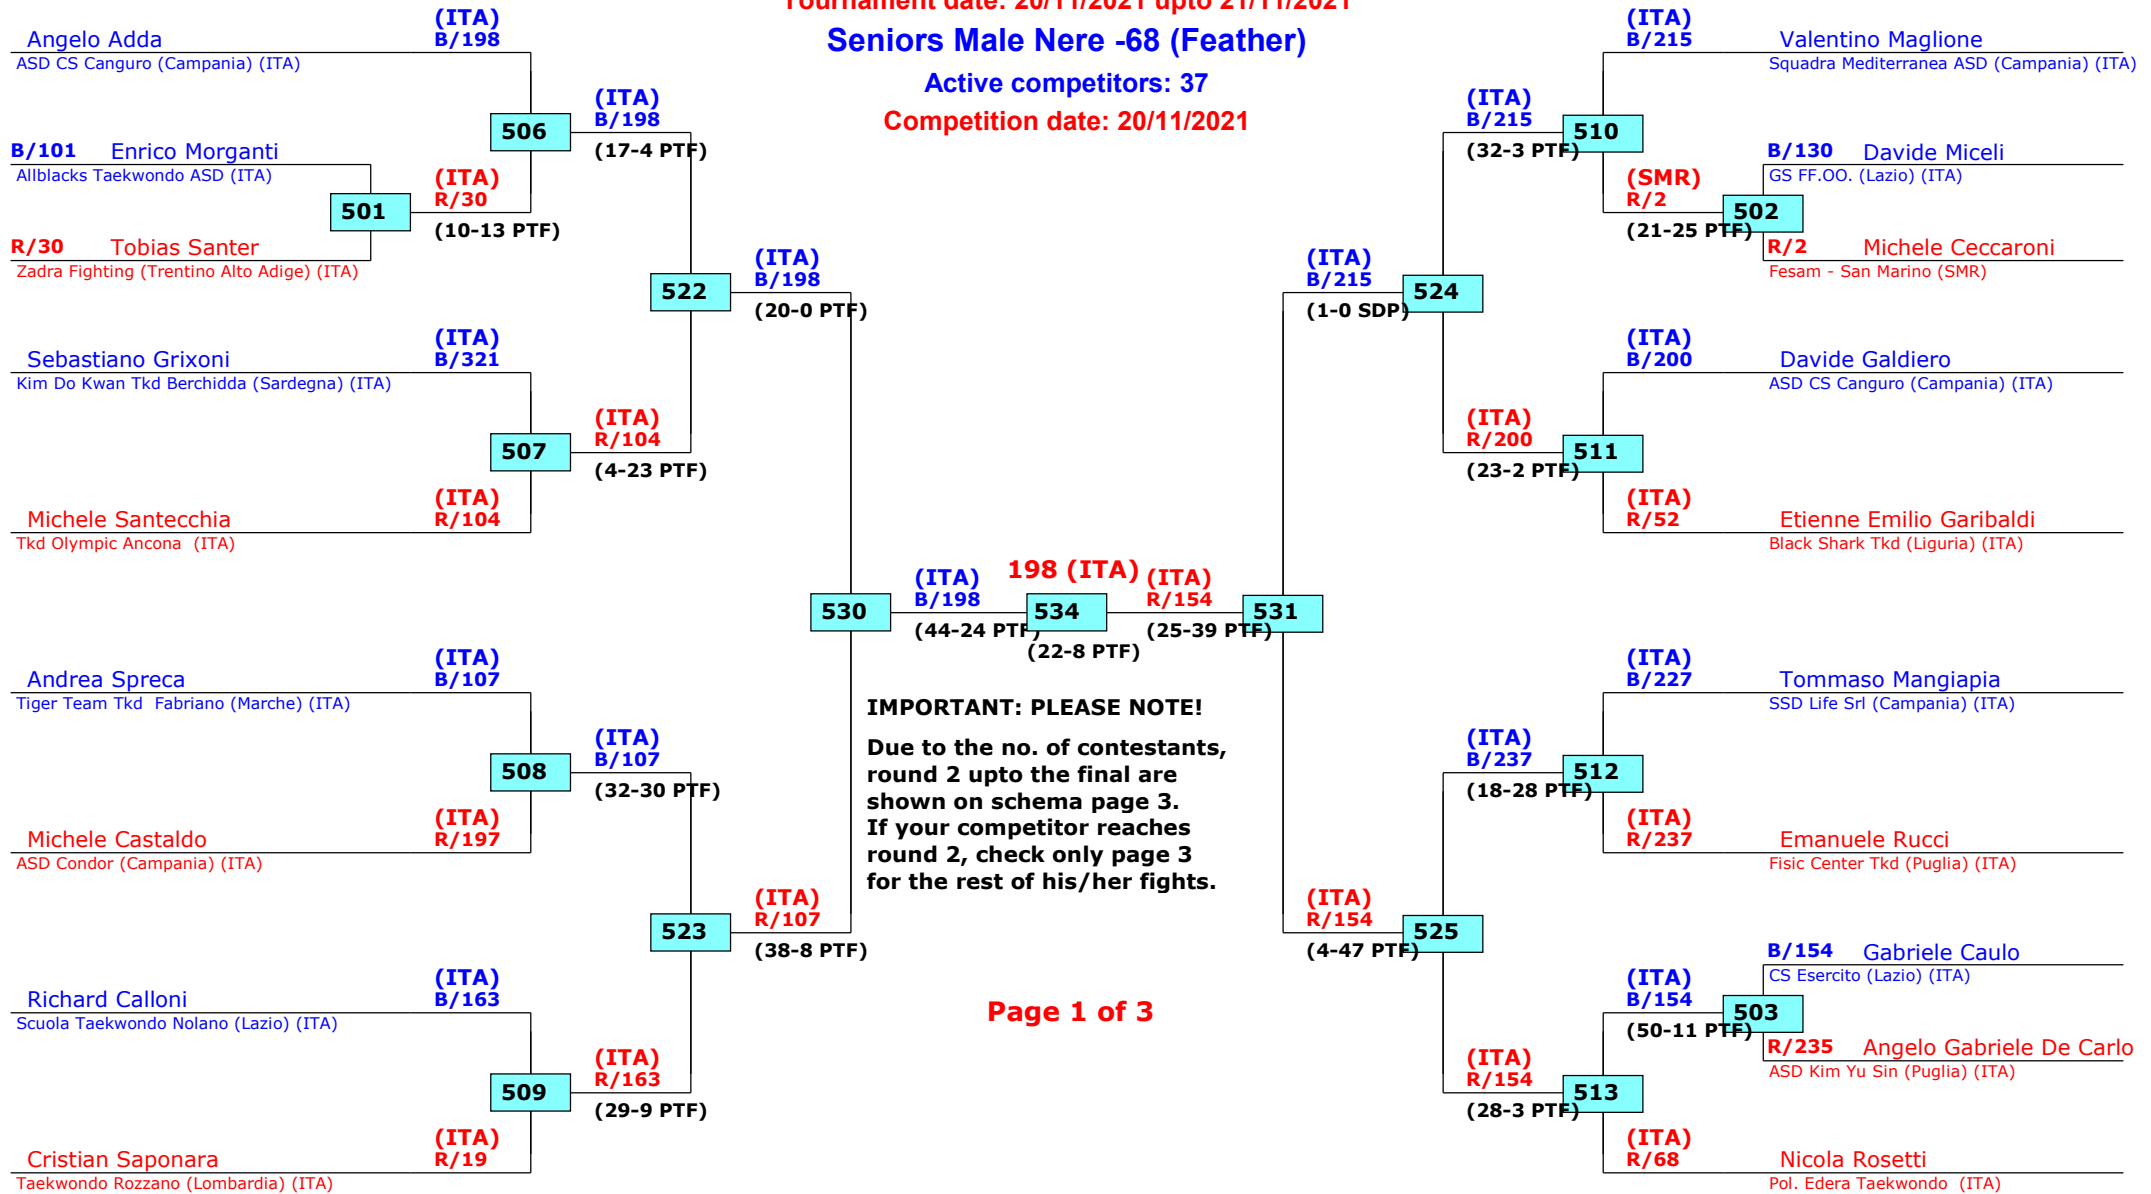 Tournament date: 20/11/2021 upto 21/11/2021
Seniors Male Nere -68 (Feather)
Active competitors: 37
Competition date: 20/11/2021
(ITA)
Angelo Adda B/198
ASD CS Canguro (Campania) (ITA)
(ITA)
506 B/198
(17-4 PTF)
B/101 Enrico Morganti
Allblacks Taekwondo ASD (ITA)
(ITA)
501 R/30
(10-13 PTF)
R/30 Tobias Santer
Zadra Fighting (Trentino Alto Adige) (ITA)
(ITA)
522 B/198
(20-0 PTF)
(ITA)
Sebastiano Grixoni B/321
Kim Do Kwan Tkd Berchidda (Sardegna) (ITA)
(ITA)
507 R/104
(4-23 PTF)
(ITA)
Michele Santecchia R/104
Tkd Olympic Ancona (ITA)
(ITA)
530 B/198
(44-24 PTF)
198 (ITA)
534
(22-8 PTF)
(ITA)
R/154 531
(25-39 PTF)
(ITA)
Andrea Spreca B/107
Tiger Team Tkd Fabriano (Marche) (ITA)
(ITA)
508 B/107
(32-30 PTF)
(ITA)
Michele Castaldo R/197
ASD Condor (Campania) (ITA)
(ITA)
523 R/107
(38-8 PTF)
(ITA)
Richard Calloni B/163
Scuola Taekwondo Nolano (Lazio) (ITA)
(ITA)
509 R/163
(29-9 PTF)
(ITA)
Cristian Saponara R/19
Taekwondo Rozzano (Lombardia) (ITA)
IMPORTANT: PLEASE NOTE!
Due to the no. of contestants,
round 2 upto the final are
shown on schema page 3.
If your competitor reaches
round 2, check only page 3
for the rest of his/her fights.
Page 1 of 3
(ITA)
B/215 Valentino Maglione
Squadra Mediterranea ASD (Campania) (ITA)
(ITA)
B/215 510
(32-3 PTF)
B/130 Davide Miceli
GS FF.OO. (Lazio) (ITA)
(SMR)
R/2 502
(21-25 PTF)
R/2 Michele Ceccaroni
Fesam - San Marino (SMR)
(ITA)
B/215 524
(1-0 SDP)
(ITA)
B/200 Davide Galdiero
ASD CS Canguro (Campania) (ITA)
(ITA)
R/200 511
(23-2 PTF)
(ITA)
R/52 Etienne Emilio Garibaldi
Black Shark Tkd (Liguria) (ITA)
(ITA)
B/227 Tommaso Mangiapia
SSD Life Srl (Campania) (ITA)
(ITA)
B/237 512
(18-28 PTF)
(ITA)
R/237 Emanuele Rucci
Fisic Center Tkd (Puglia) (ITA)
(ITA)
R/154 525
(4-47 PTF)
B/154 Gabriele Caulo
CS Esercito (Lazio) (ITA)
(ITA)
B/154 503
(50-11 PTF)
R/235 Angelo Gabriele De Carlo
ASD Kim Yu Sin (Puglia) (ITA)
(ITA)
R/154 513
(28-3 PTF)
(ITA)
R/68 Nicola Rosetti
Pol. Edera Taekwondo (ITA)